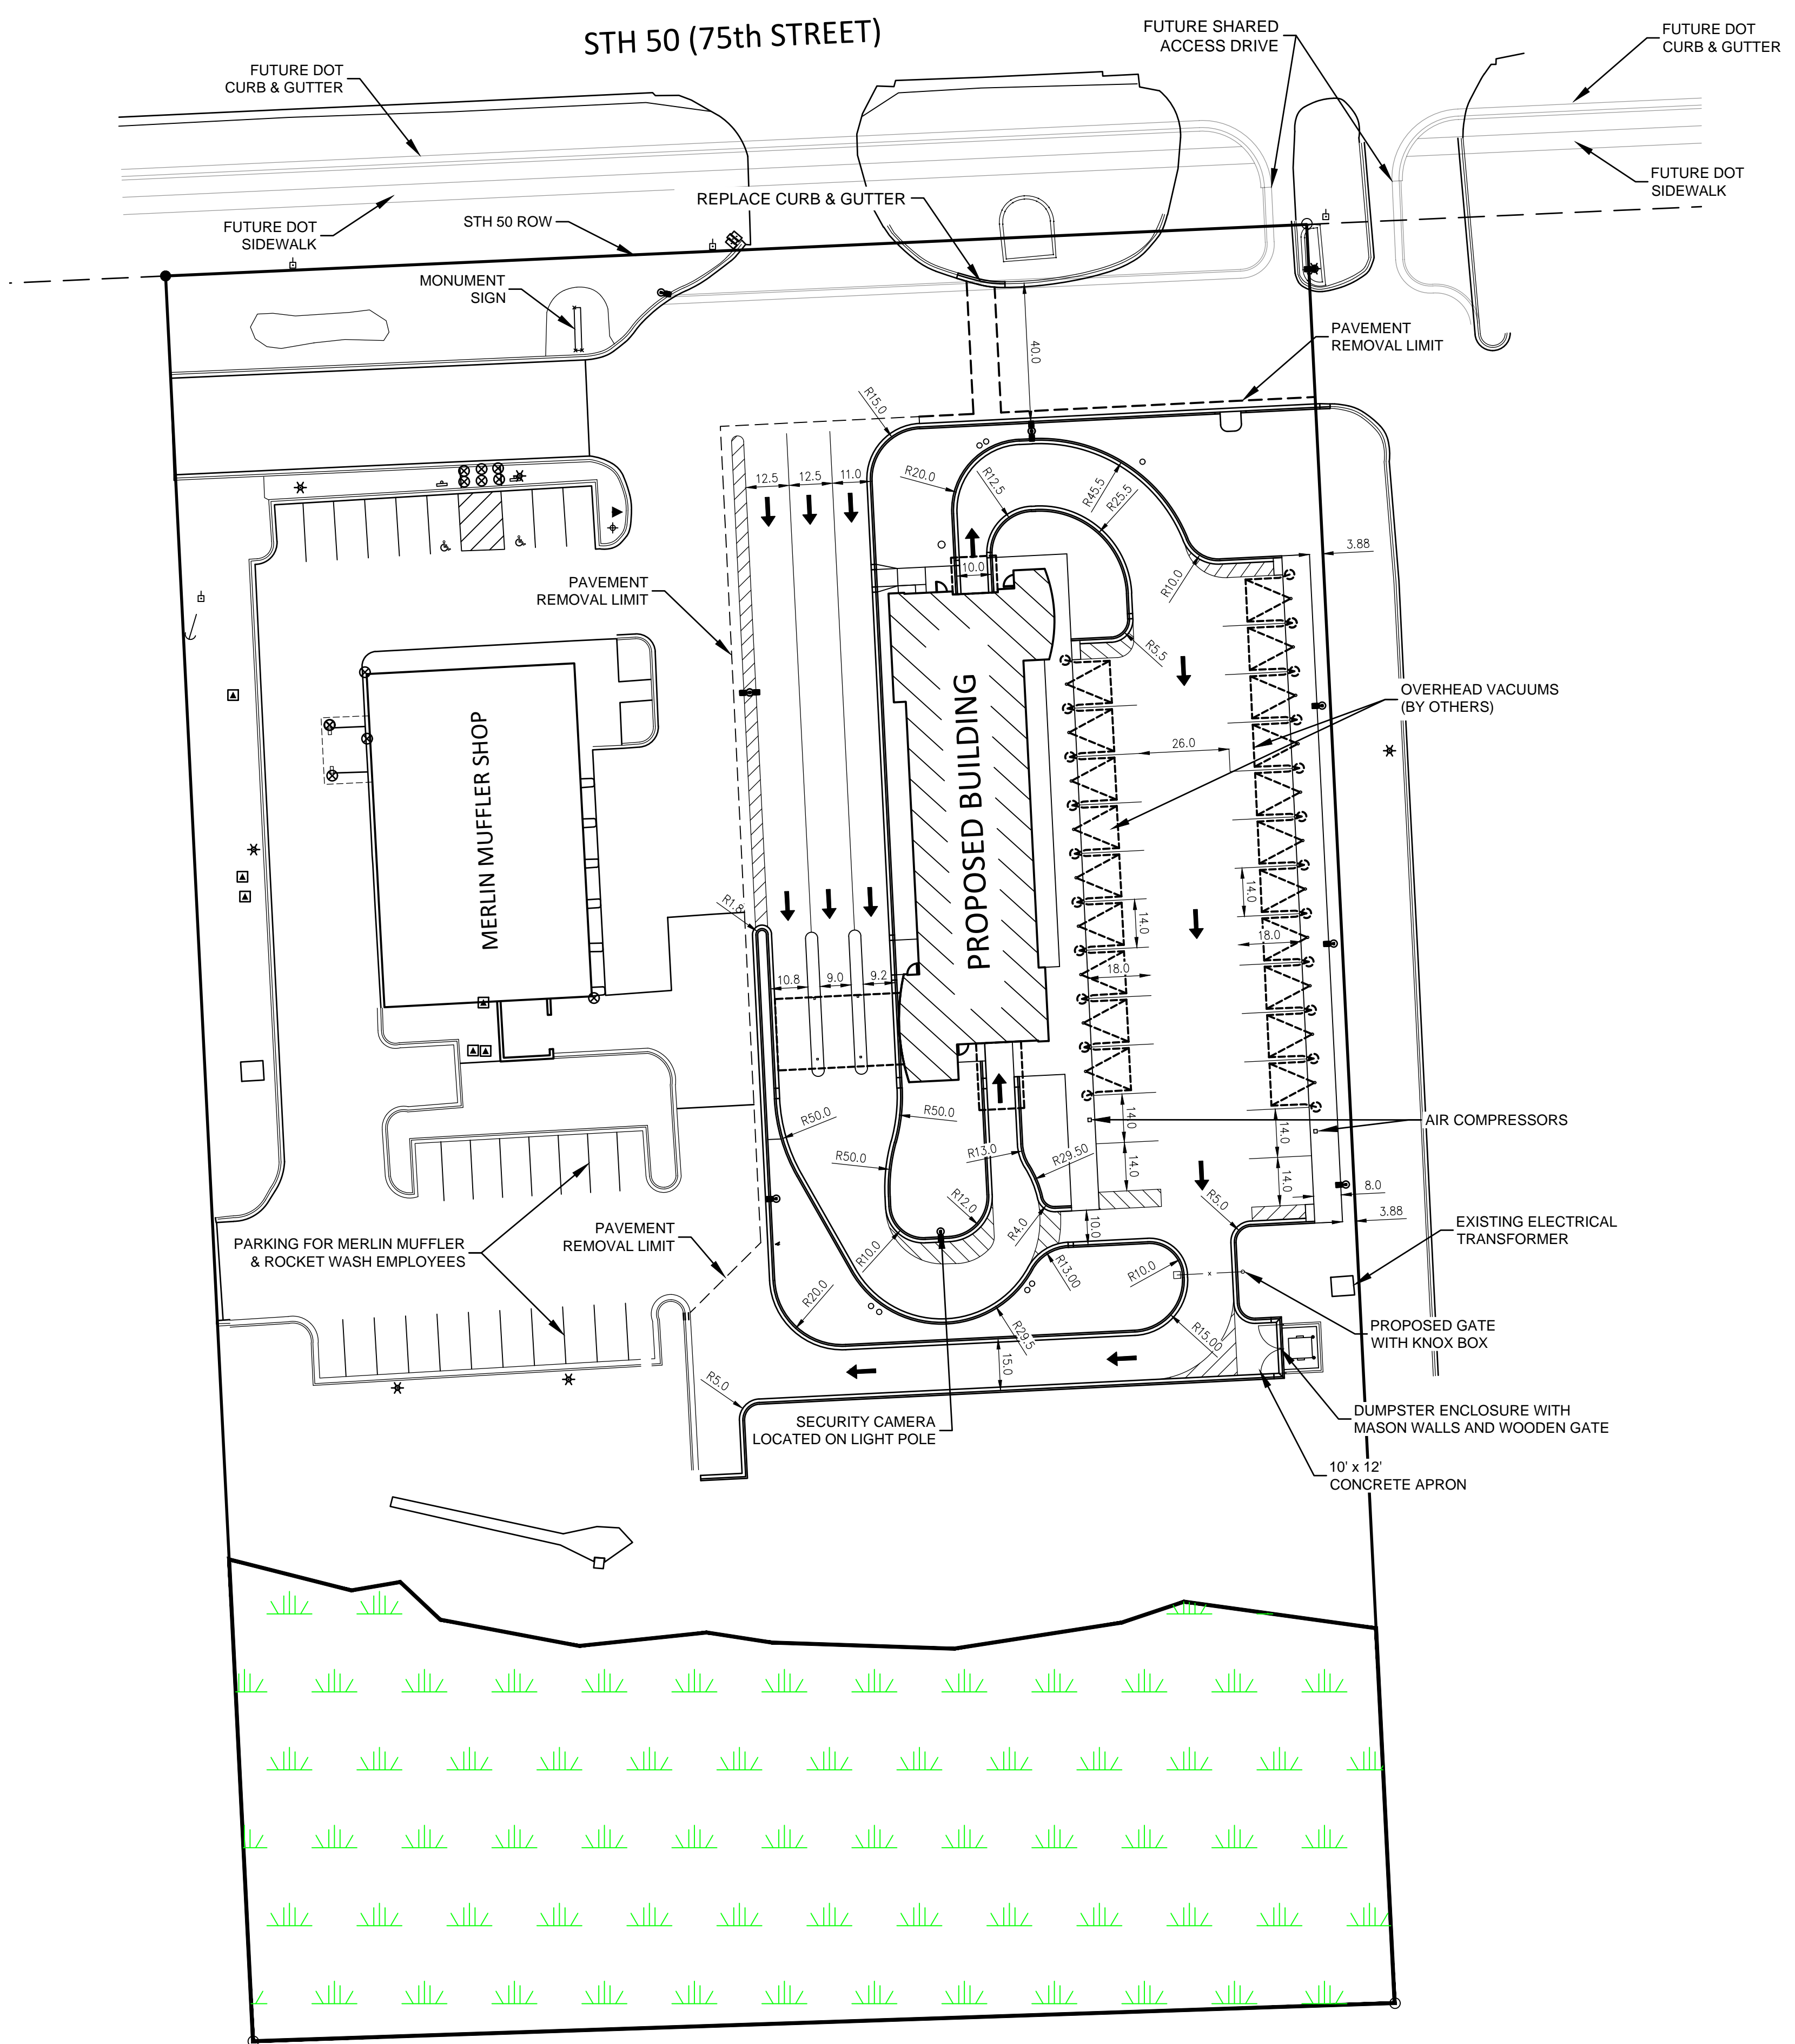 STH 50 (75th STREET)
FUTURE SHARED
ACCESS DRIVE
FUTURE DOT
CURB & GUTTER
FUTURE DOT
CURB & GUTTER
FUTURE DOT
SIDEWALK
REPLACE CURB & GUTTER
FUTURE DOT
SIDEWALK
STH 50 ROW
MONUMENT
SIGN
PAVEMENT
REMOVAL LIMIT
40.0
R15.0
12.5
12.5
11.0
R20.0
R12.5
R45.5
R25.5
3.88
10.0
R10.0
PAVEMENT
REMOVAL LIMIT
R5.5
OVERHEAD VACUUMS
(BY OTHERS)
MERLIN MUFFLER SHOP
PROPOSED BUILDING
26.0
R1.8
14.0
14.0
18.0
18.0
10.8
9.0
9.2
R50.0
R50.0
14.0
14.0
AIR COMPRESSORS
R50.0
R13.0
R29.50
14.0
14.0
R5.0
8.0
3.88
R12.0
R4.0
10.0
PAVEMENT
REMOVAL LIMIT
EXISTING ELECTRICAL
TRANSFORMER
PARKING FOR MERLIN MUFFLER
& ROCKET WASH EMPLOYEES
R10.0
R13.00
R10.0
R20.0
R29.5
R15.00
PROPOSED GATE
WITH KNOX BOX
15.0
R5.0
SECURITY CAMERA
LOCATED ON LIGHT POLE
DUMPSTER ENCLOSURE WITH
MASON WALLS AND WOODEN GATE
10' x 12'
CONCRETE APRON